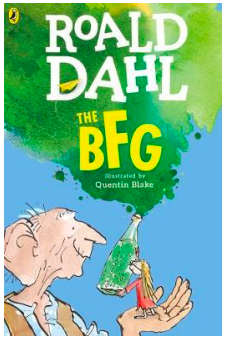 ROALD
DAHL
THE
BFG
Illustrated by
Quentin Blake